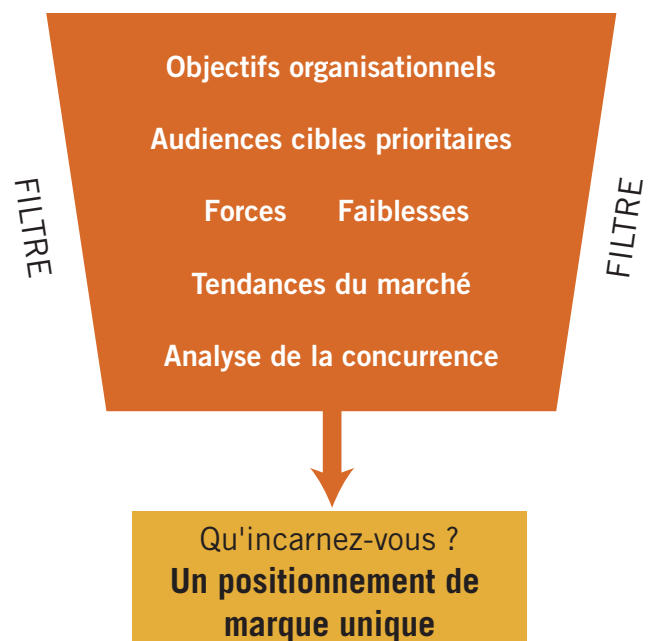 Objectifs organisationnels
Audiences cibles prioritaires
FILTRE
Forces Faiblesses
FILTRE
Tendances du marché
Analyse de la concurrence
Qu'incarnez-vous ?
Un positionnement de
marque unique